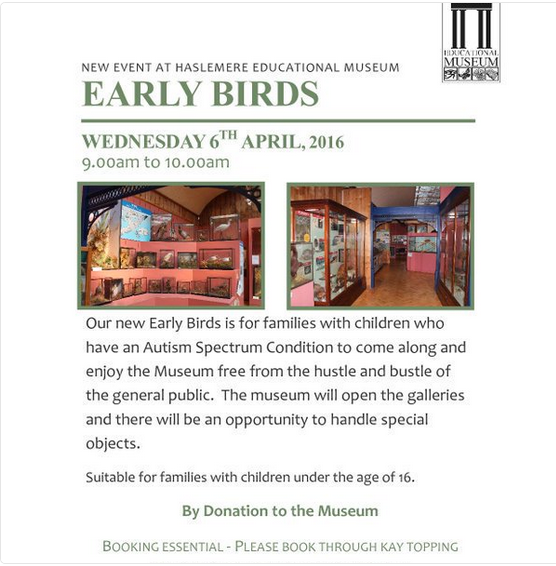 EDUCATIONAL
MUSEUM
NEW EVENT AT HASLEMERE EDUCATIONAL MUSEUM
EARLY BIRDS
WEDNESDAY 6TH APRIL, 2016
9.00am to 10.00am
Our new Early Birds is for families with children who
have an Autism Spectrum Condition to come along and
enjoy the Museum free from the hustle and bustle of
the general public. The museum will open the galleries
and there will be an opportunity to handle special
objects.
Suitable for families with children under the age of 16.
By Donation to the Museum
BOOKING ESSENTIAL - PLEASE BOOK THROUGH KAY TOPPING